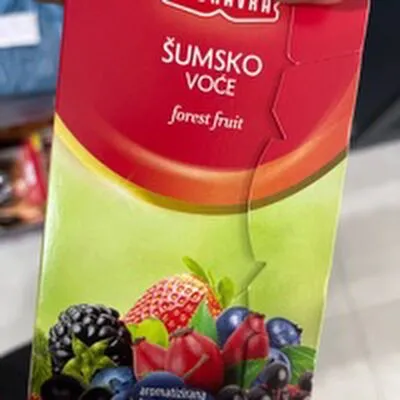 ŠUMSKO
VOĆE
forest fruit
aromatizirana